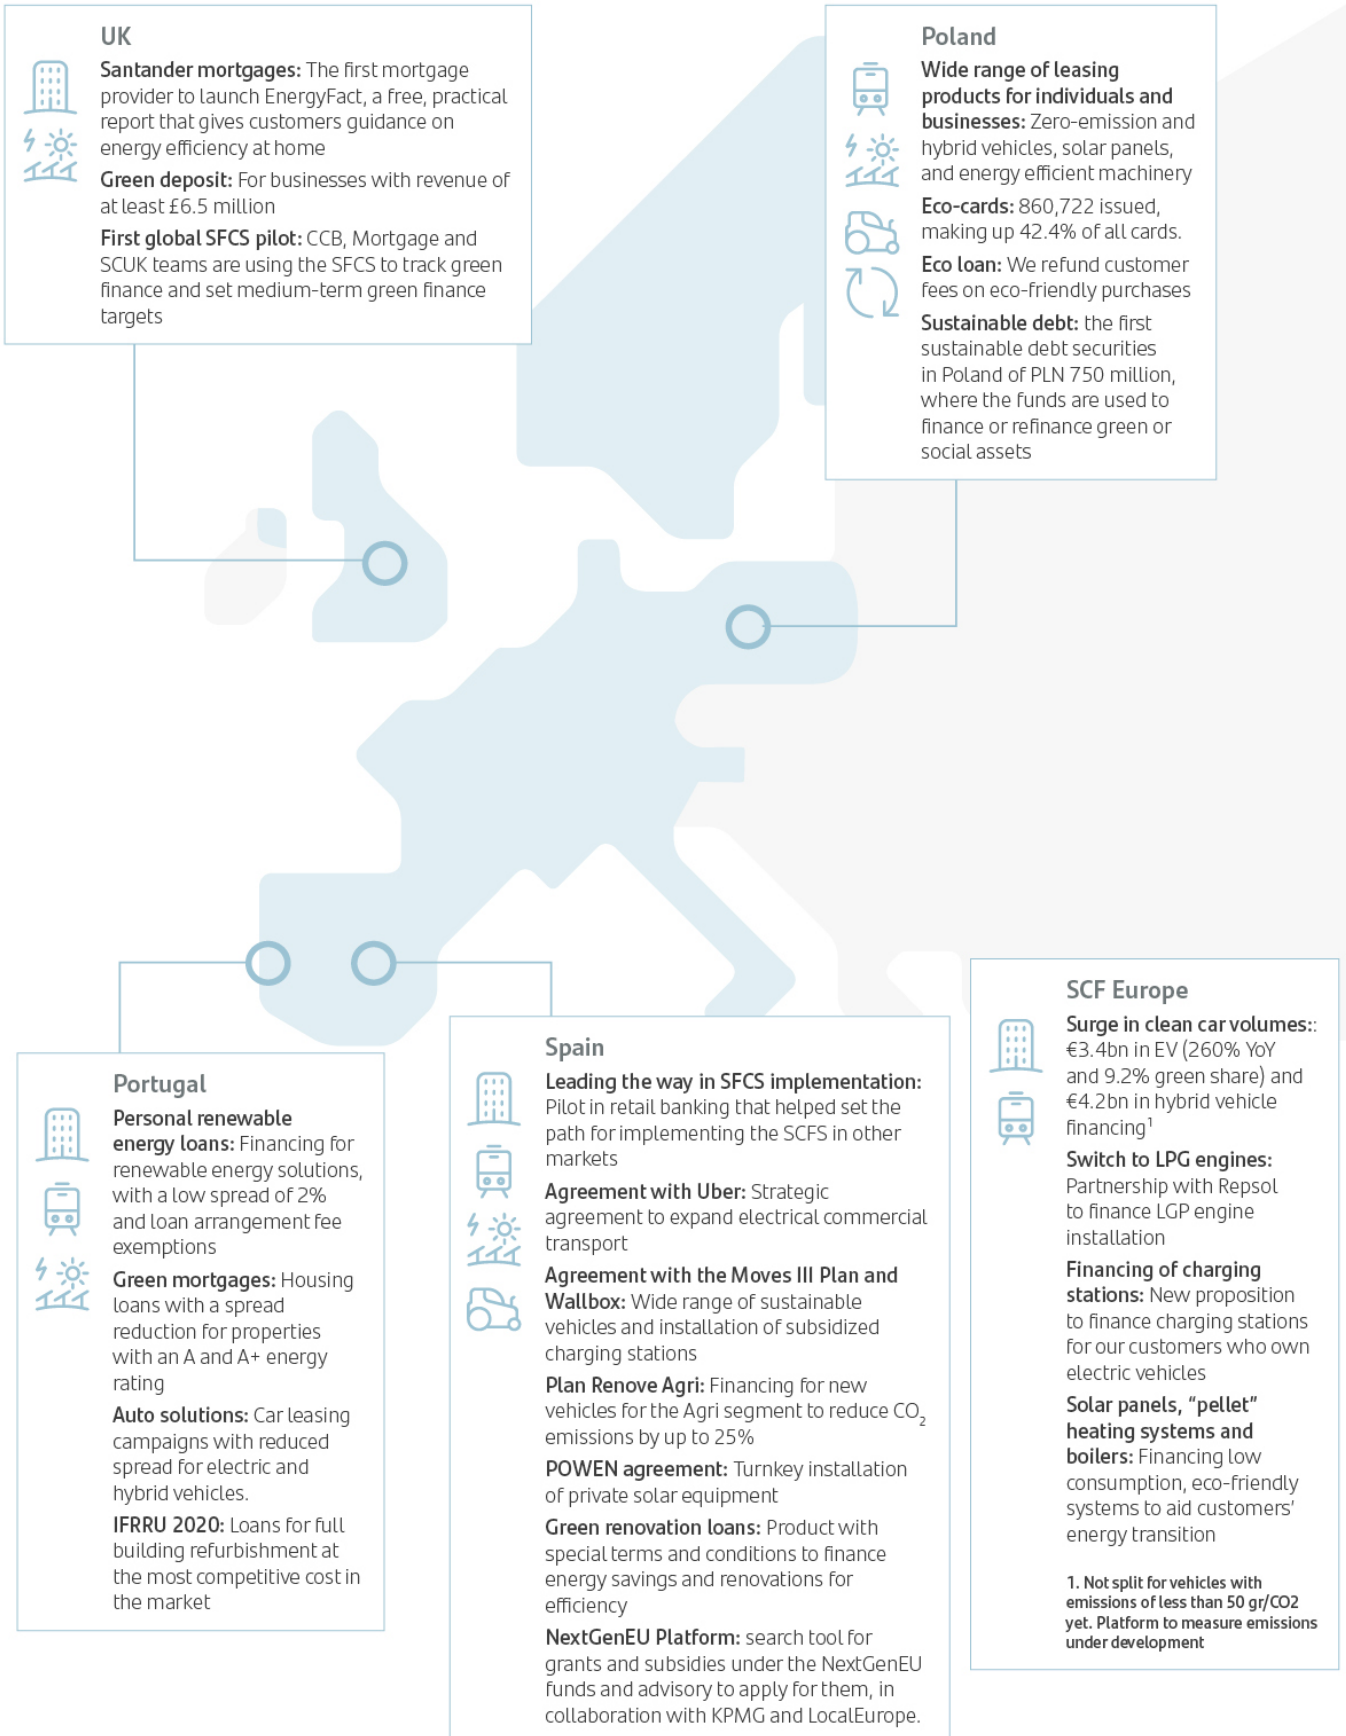 UK
Santander mortgages: The first mortgage
provider to launch EnergyFact, a free, practical
report that gives customers guidance on
energy efficiency at home
Green deposit: For businesses with revenue of
at least £6.5 million
First global SFCS pilot: CCB, Mortgage and
SCUK teams are using the SFCS to track green
finance and set medium-term green finance
targets
Poland
Wide range of leasing
products for individuals and
businesses: Zero-emission and
hybrid vehicles, solar panels,
and energy efficient machinery
Eco-cards: 860,722 issued,
making up 42.4% of all cards.
Eco loan: We refund customer
fees on eco-friendly purchases
Sustainable debt: the first
sustainable debt securities
in Poland of PLN 750 million,
where the funds are used to
finance or refinance green or
social assets
Portugal
Personal renewable
energy loans: Financing for
renewable energy solutions,
with a low spread of 2%
and loan arrangement fee
exemptions
Green mortgages: Housing
loans with a spread
reduction for properties
with an A and A+ energy
rating
Auto solutions: Car leasing
campaigns with reduced
spread for electric and
hybrid vehicles.
IFRRU 2020: Loans for full
building refurbishment at
the most competitive cost in
the market
Spain
Leading the way in SFCS implementation:
Pilot in retail banking that helped set the
path for implementing the SCFS in other
markets
Agreement with Uber: Strategic
agreement to expand electrical commercial
transport
Agreement with the Moves III Plan and
Wallbox: Wide range of sustainable
vehicles and installation of subsidized
charging stations
Plan Renove Agri: Financing for new
vehicles for the Agri segment to reduce CO₂
emissions by up to 25%
POWEN agreement: Turnkey installation
of private solar equipment
Green renovation loans: Product with
special terms and conditions to finance
energy savings and renovations for
efficiency
NextGenEU Platform: search tool for
grants and subsidies under the NextGenEU
funds and advisory to apply for them, in
collaboration with KPMG and LocalEurope.
SCF Europe
Surge in clean car volumes::
€3.4bn in EV (260% YoY
and 9.2% green share) and
€4.2bn in hybrid vehicle
financing¹
Switch to LPG engines:
Partnership with Repsol
to finance LGP engine
installation
Financing of charging
stations: New proposition
to finance charging stations
for our customers who own
electric vehicles
Solar panels, “pellet”
heating systems and
boilers: Financing low
consumption, eco-friendly
systems to aid customers’
energy transition
1. Not split for vehicles with
emissions of less than 50 gr/CO2
yet. Platform to measure emissions
under development